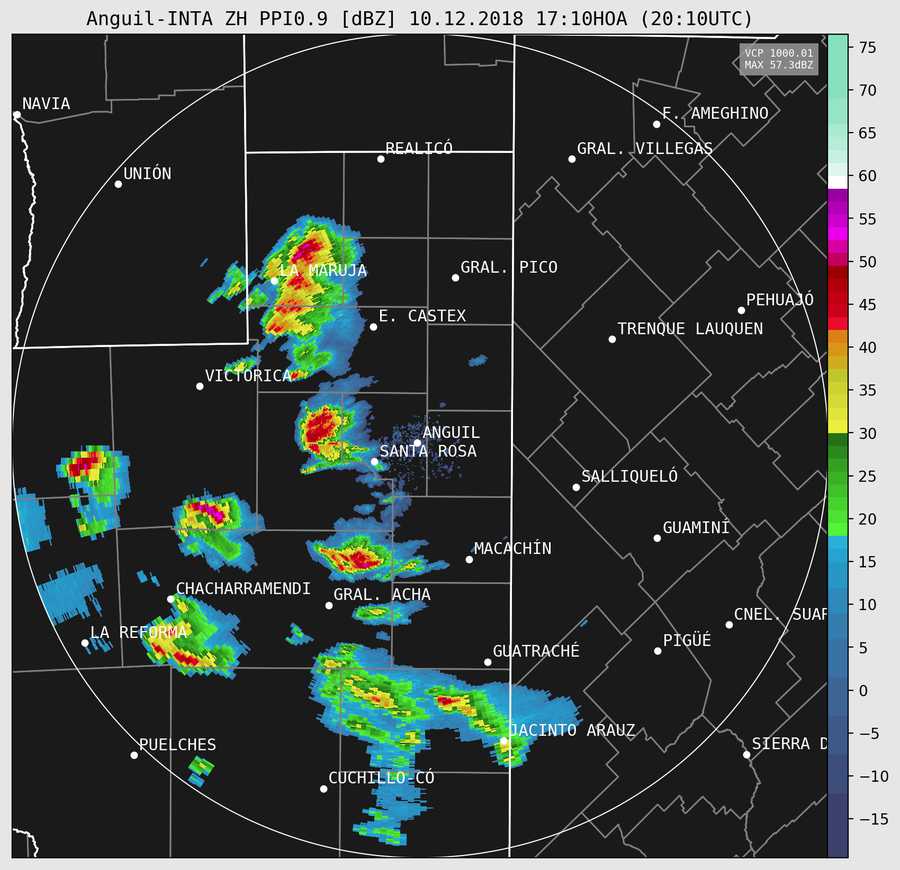 Anguil-INTA ZH PPI0.9 [dBZ] 10.12.2018 17:10HOA (20:10UTC)
VCP 1000.01
MAX 57.3dBZ
75
NAVIA
70
F. AMEGHINO
65
REALICÓ
GRAL. VILLEGAS
UNIÓN
60
55
LA MARUJA
GRAL. PICO
50
PEHUAJÓ
45
E. CASTEX
TRENQUE LAUQUEN
40
VICTORICA
35
ANGUIL
30
SANTA ROSA
25
SALLIQUELÓ
20
GUAMINÍ
MACACHÍN
15
CHACHARRAMENDI
GRAL. ACHA
10
CNEL. SUAR
LA REFORMA
PIGÜÉ
5
GUATRACHÉ
0
JACINTO ARAUZ
−5
PUELCHES
SIERRA D
−10
CUCHILLO-CÓ
−15